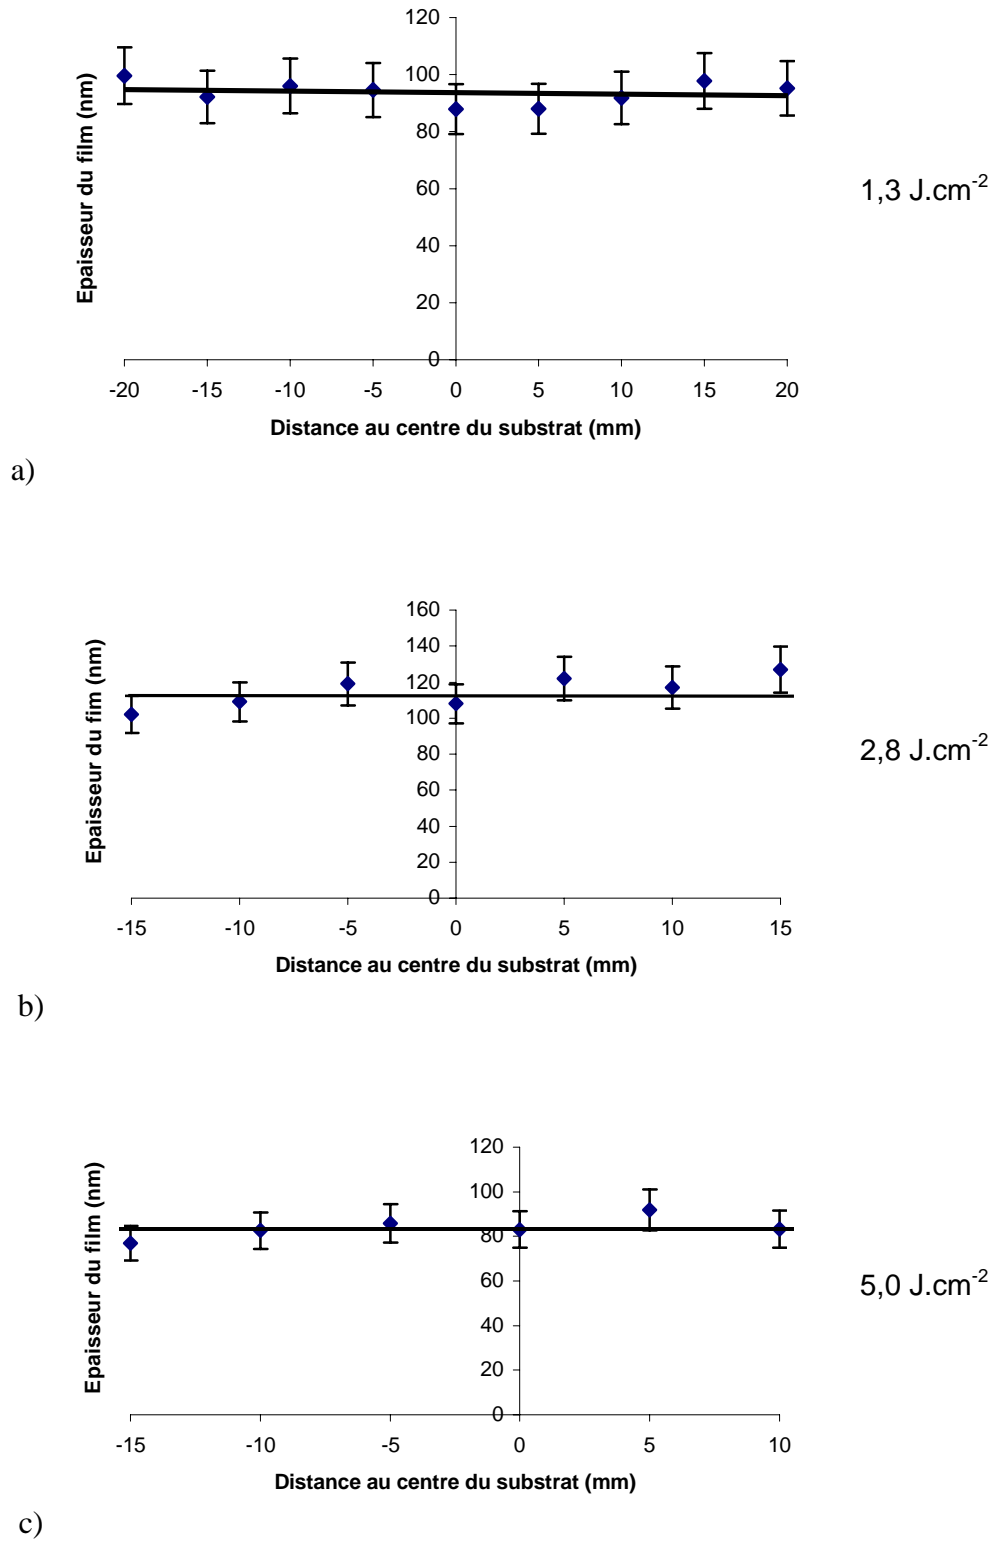 120
100
80
60
40
20
0
Epaisseur du film (nm)
-20 -15 -10 -5 0 5 10 15 20
Distance au centre du substrat (mm)
1,3 J.cm-2
a)
160
140
120
100
80
60
40
20
0
Epaisseur du fim (nm)
-15 -10 -5 0 5 10 15
Distance au centre du substrat (mm)
2,8 J.cm-2
b)
120
100
80
60
40
20
0
Epaisseur du film (nm)
-15 -10 -5 0 5 10
Distance au centre du substrat (mm)
5,0 J.cm-2
c)